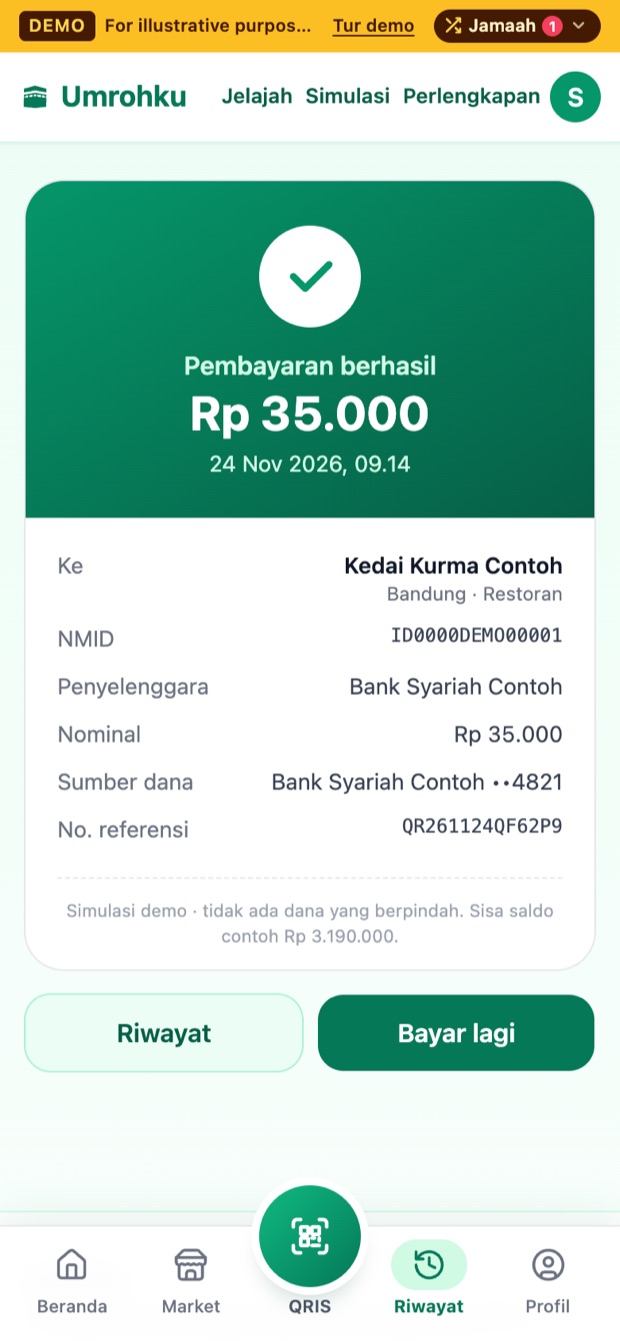 DEMO For illustrative purpos... Tur demo Jamaah 1
Umrohku Jelajah Simulasi Perlengkapan S
Pembayaran berhasil
Rp 35.000
24 Nov 2026, 09.14
Ke Kedai Kurma Contoh
Bandung · Restoran
NMID ID0000DEMO00001
Penyelenggara Bank Syariah Contoh
Nominal Rp 35.000
Sumber dana Bank Syariah Contoh ••4821
No. referensi QR261124QF62P9
Simulasi demo · tidak ada dana yang berpindah. Sisa saldo
contoh Rp 3.190.000.
Riwayat Bayar lagi
Beranda Market QRIS Riwayat Profil